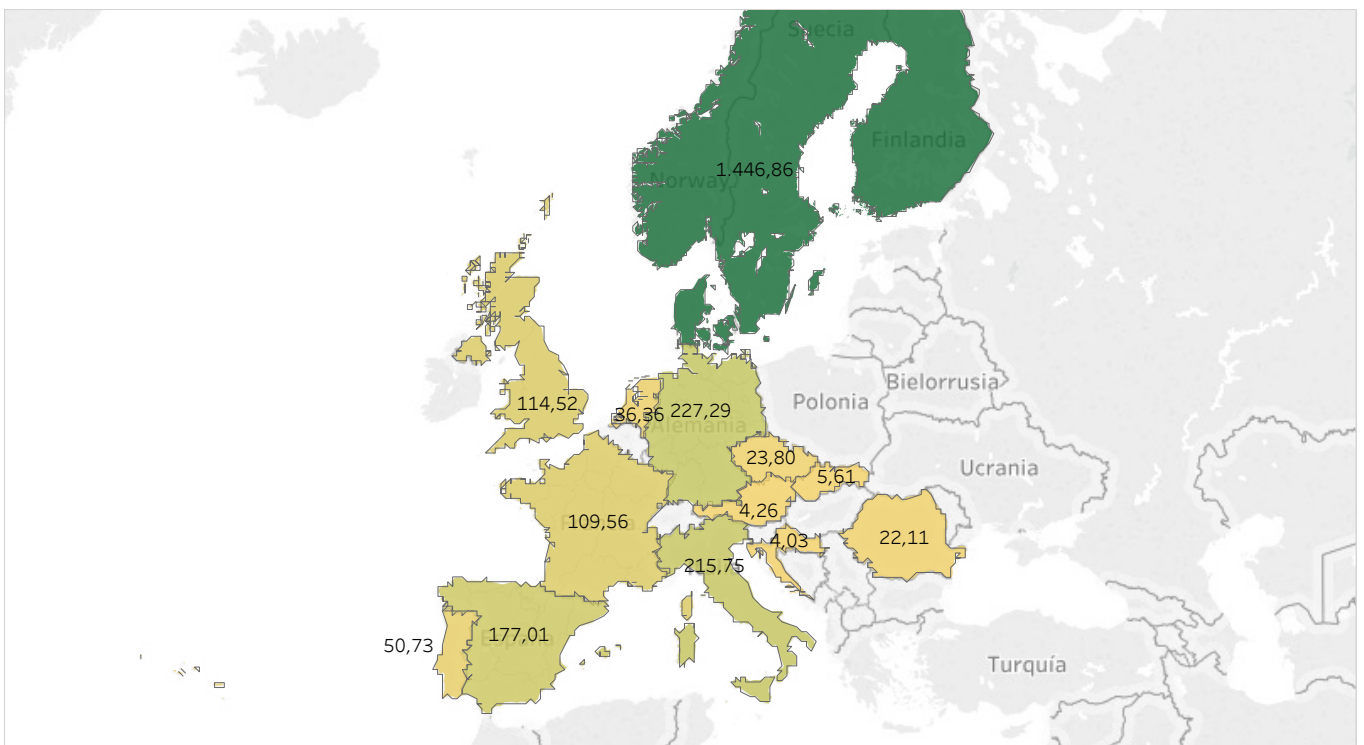 Suecia
Finlandia
1.446,86
Norway
Bielorrusia
Polonia
114,52
36,36
227,29
Alemania
23,80
Ucrania
5,61
4,26
109,56
22,11
4,03
215,75
177,01
España
50,73
Turquía